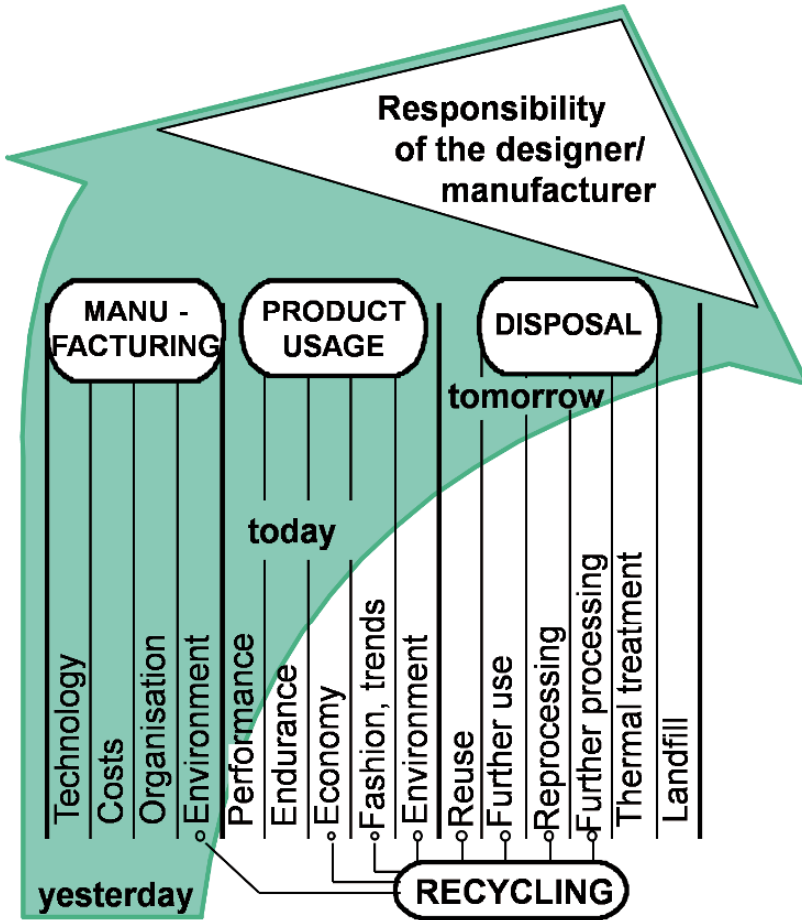 Responsibility
of the designer/
manufacturer
MANU -
FACTURING
PRODUCT
USAGE
DISPOSAL
tomorrow
today
Technology
Costs
Organisation
Environment
Performance
Endurance
Economy
Fashion, trends
Environment
Reuse
Further use
Reprocessing
Further processing
Thermal treatment
Landfill
yesterday
RECYCLING